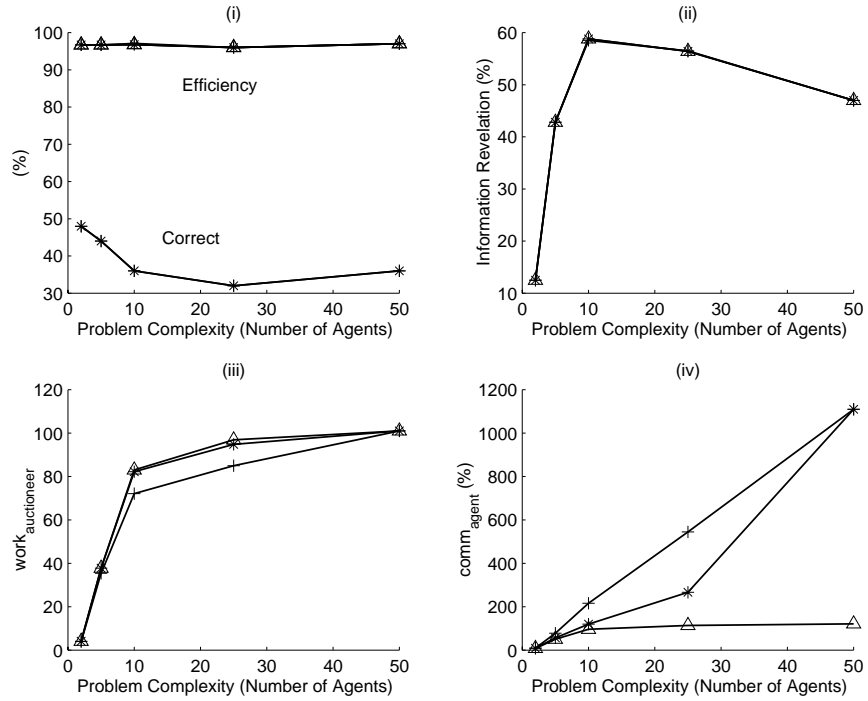 (i)
100
90
80
70
60
50
40
30
(%)
Efficiency
Correct
0 10 20 30 40 50
Problem Complexity (Number of Agents)
(ii)
60
50
40
30
20
10
Information Revelation (%)
0 10 20 30 40 50
Problem Complexity (Number of Agents)
(iii)
120
100
80
60
40
20
0
work_auctioneer
0 10 20 30 40 50
Problem Complexity (Number of Agents)
(iv)
1200
1000
800
600
400
200
0
comm_agent (%)
0 10 20 30 40 50
Problem Complexity (Number of Agents)